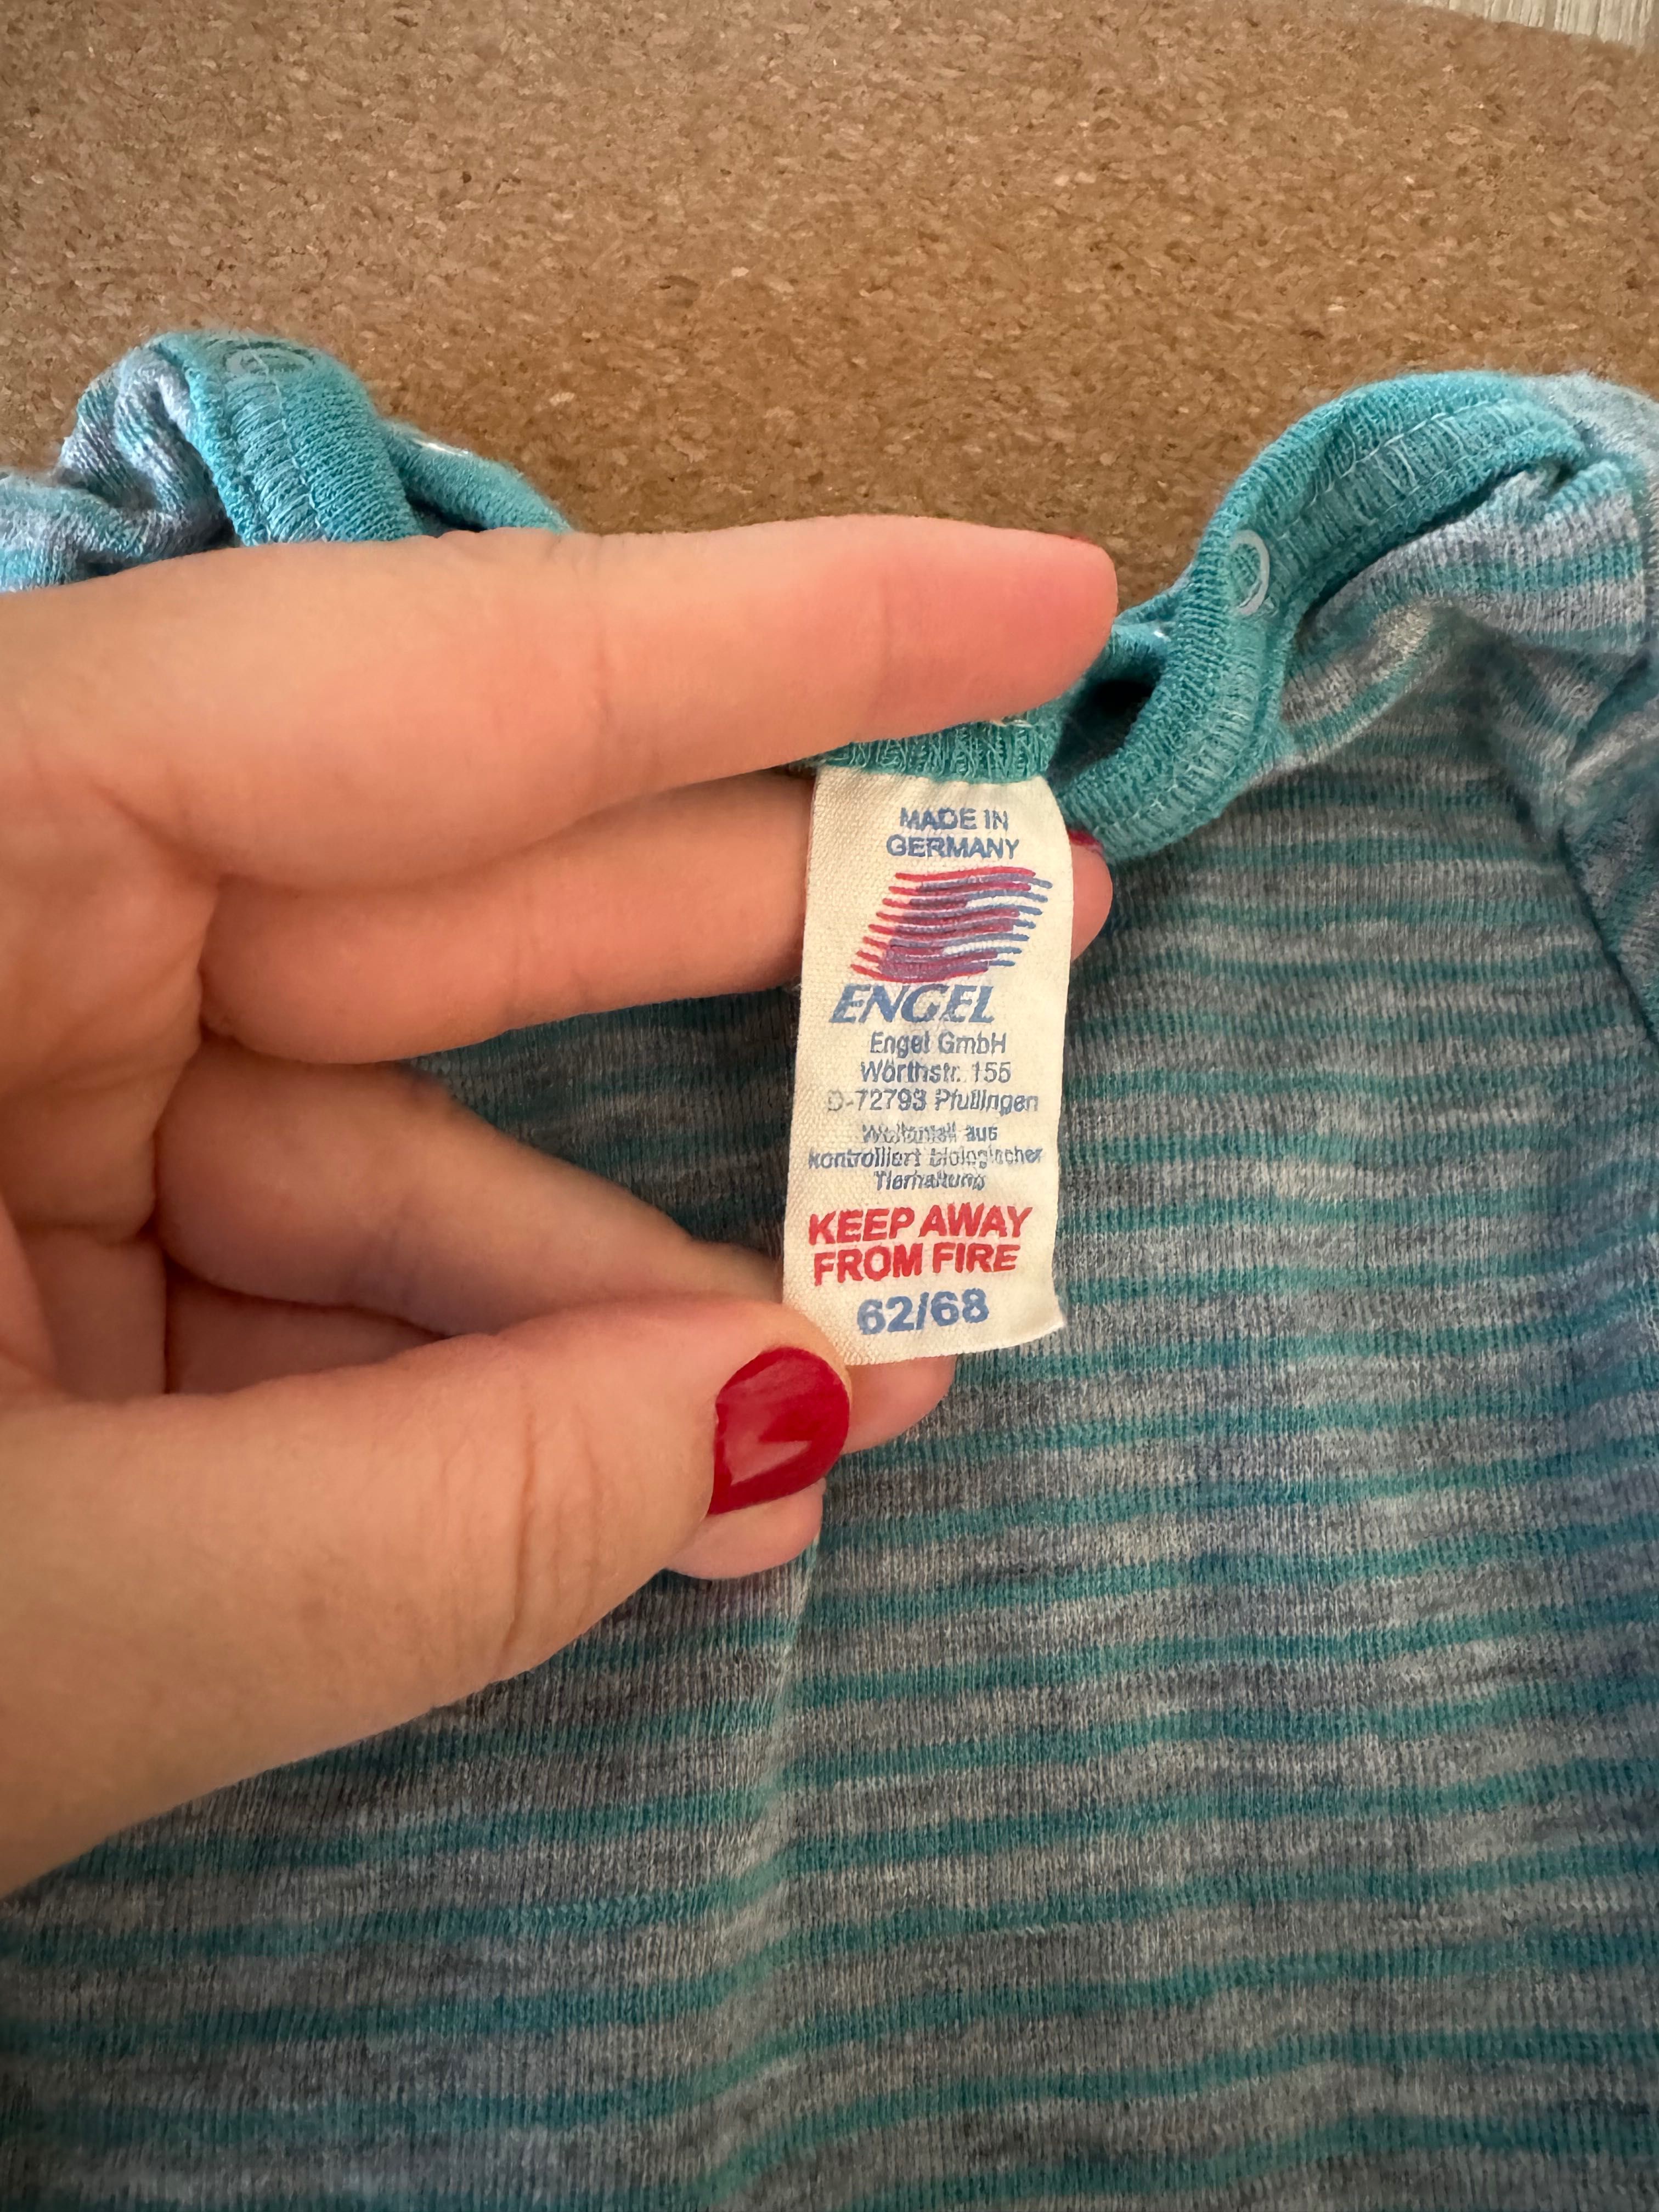 MADE IN
GERMANY
ENGEL
Engel GmbH
Wörthstr. 155
D-72793 Pfullingen
Wollanteil aus
kontrolliert biologischer
Tierhaltung
KEEP AWAY
FROM FIRE
62/68